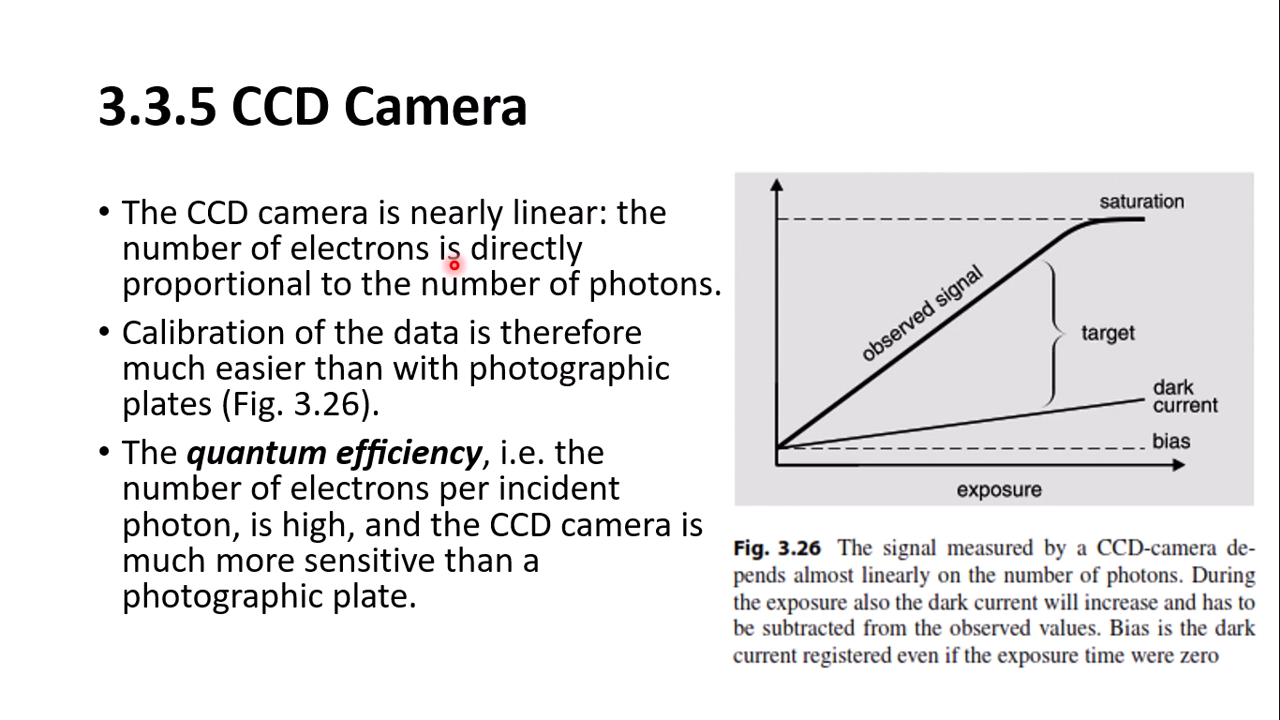 3.3.5 CCD Camera
• The CCD camera is nearly linear: the
number of electrons is directly
proportional to the number of photons.
• Calibration of the data is therefore
much easier than with photographic
plates (Fig. 3.26).
• The quantum efficiency, i.e. the
number of electrons per incident
photon, is high, and the CCD camera is
much more sensitive than a
photographic plate.
saturation
observed signal
target
dark
current
bias
exposure
Fig. 3.26 The signal measured by a CCD-camera de-
pends almost linearly on the number of photons. During
the exposure also the dark current will increase and has to
be subtracted from the observed values. Bias is the dark
current registered even if the exposure time were zero